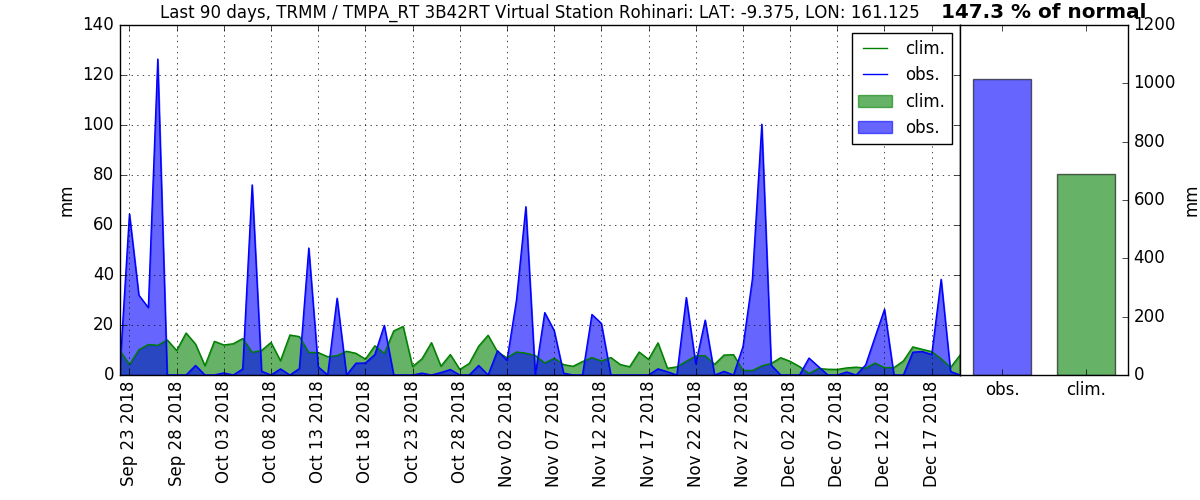 Last 90 days, TRMM / TMPA_RT 3B42RT Virtual Station Rohinari: LAT: -9.375, LON: 161.125
147.3 % of normal
140
120
100
80
60
40
20
0
mm
clim.
obs.
clim.
obs.
Sep 23 2018
Sep 28 2018
Oct 03 2018
Oct 08 2018
Oct 13 2018
Oct 18 2018
Oct 23 2018
Oct 28 2018
Nov 02 2018
Nov 07 2018
Nov 12 2018
Nov 17 2018
Nov 22 2018
Nov 27 2018
Dec 02 2018
Dec 07 2018
Dec 12 2018
Dec 17 2018
1200
1000
800
600
400
200
0
mm
obs.
clim.